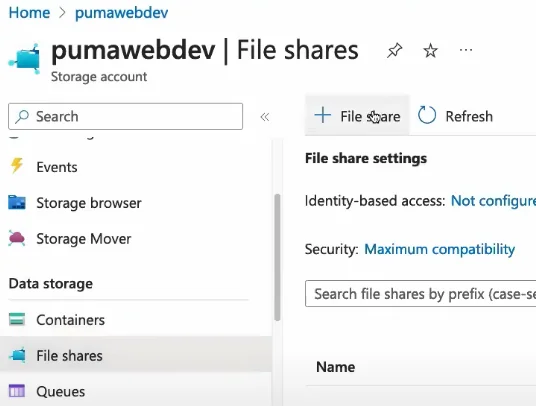 Home > pumawebdev
pumawebdev | File shares
Storage account
Search
Events
Storage browser
Storage Mover
Data storage
Containers
File shares
Queues
+ File share
Refresh
File share settings
Identity-based access: Not configure
Security: Maximum compatibility
Search file shares by prefix (case-se
Name